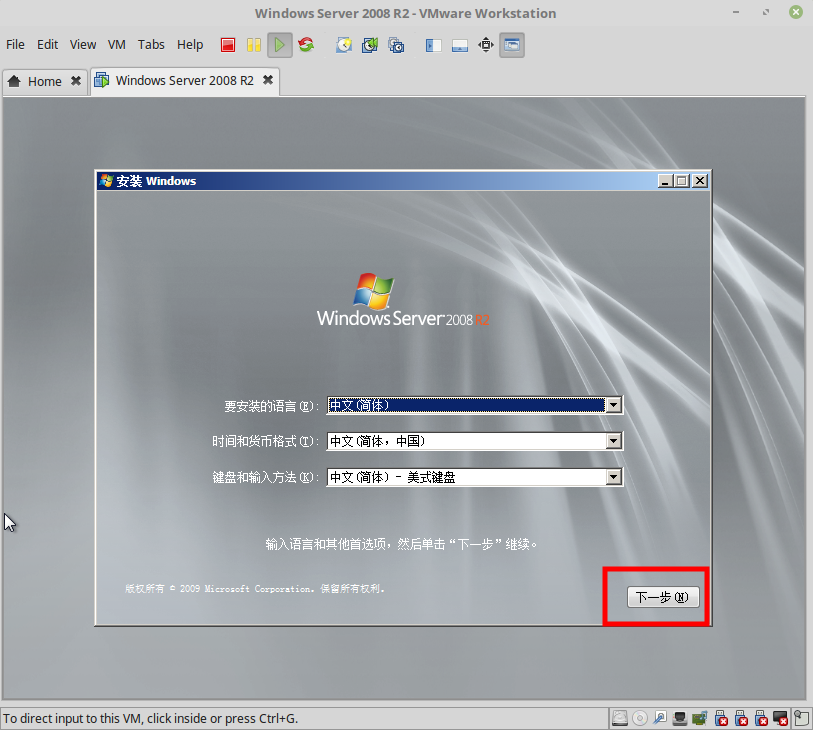 Windows Server 2008 R2 - VMware Workstation
File Edit View VM Tabs Help
Home Windows Server 2008 R2
安装 Windows
Windows Server 2008 R2
要安装的语言(E): 中文(简体)
时间和货币格式(T): 中文(简体，中国)
键盘和输入方法(K): 中文(简体) - 美式键盘
输入语言和其他首选项，然后单击“下一步”继续。
版权所有 © 2009 Microsoft Corporation。保留所有权利。
下一步(N)
To direct input to this VM, click inside or press Ctrl+G.